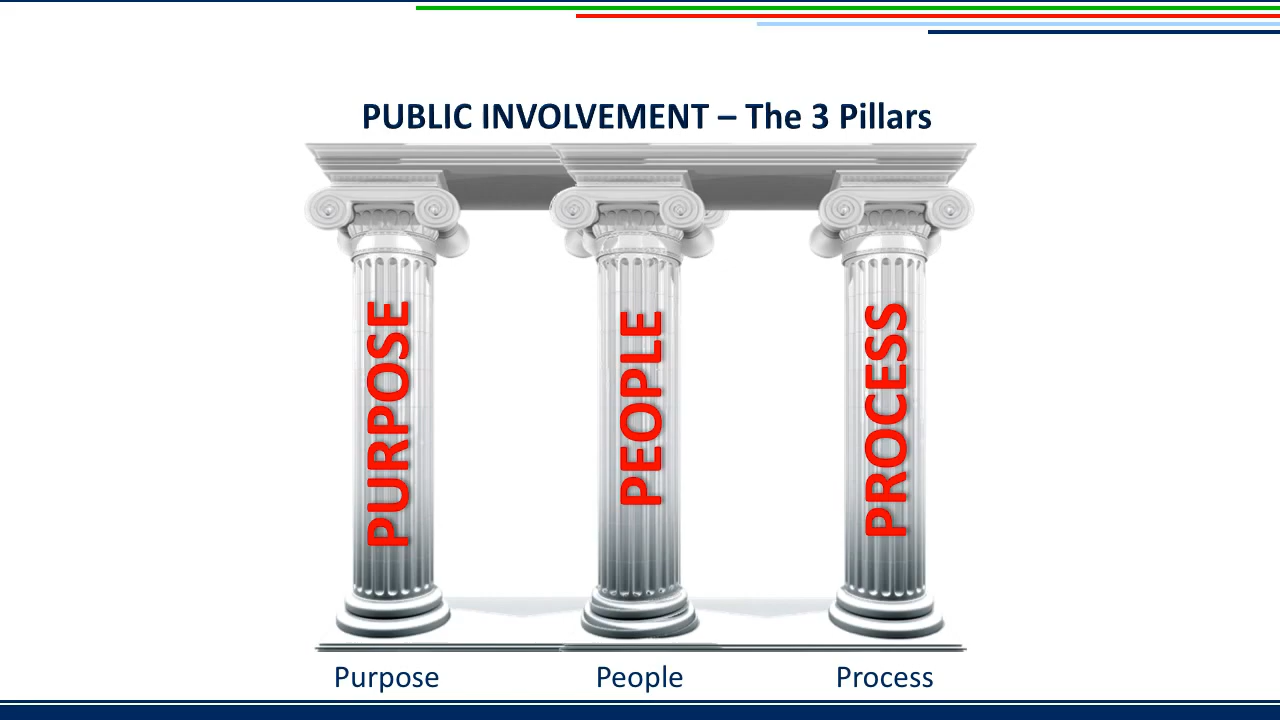 PUBLIC INVOLVEMENT – The 3 Pillars
PURPOSE
PEOPLE
PROCESS
Purpose
People
Process